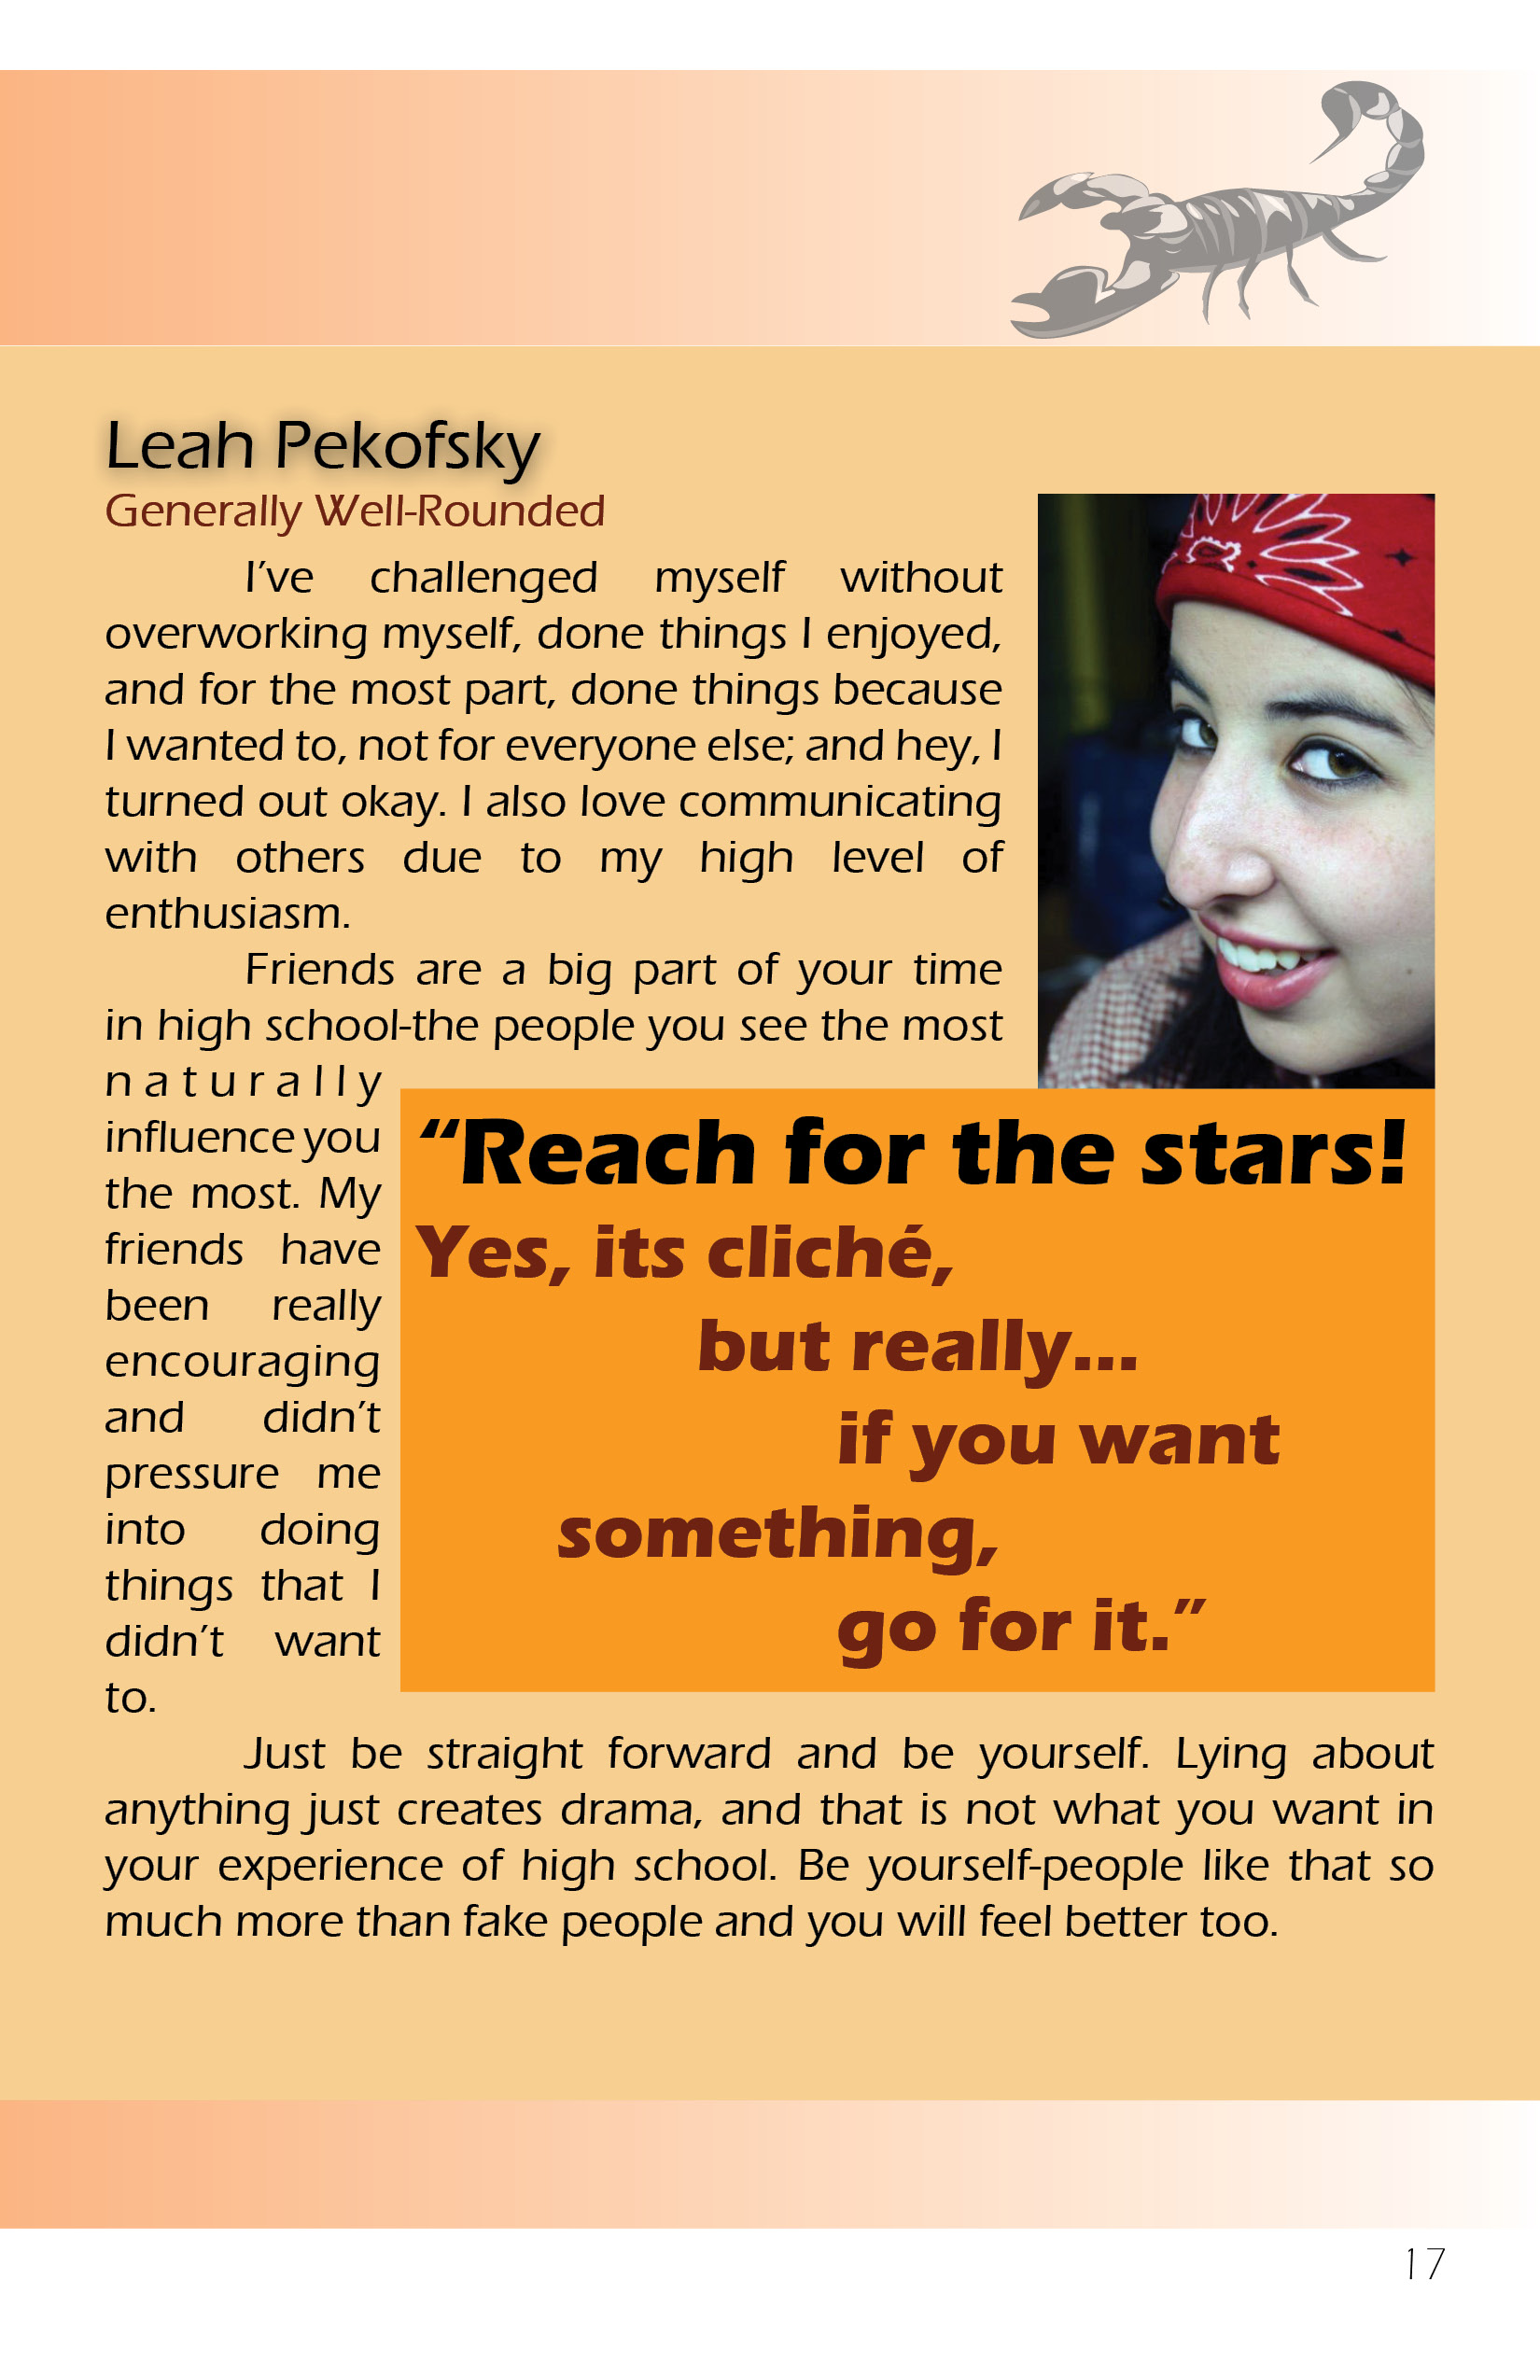 Leah Pekofsky
Generally Well-Rounded
I’ve challenged myself without
overworking myself, done things I enjoyed,
and for the most part, done things because
I wanted to, not for everyone else; and hey, I
turned out okay. I also love communicating
with others due to my high level of
enthusiasm.
Friends are a big part of your time
in high school-the people you see the most
naturally
influence you
the most. My
friends have
been really
encouraging
and didn’t
pressure me
into doing
things that I
didn’t want
to.
“Reach for the stars!
Yes, its cliché,
but really...
if you want
something,
go for it.”
Just be straight forward and be yourself. Lying about
anything just creates drama, and that is not what you want in
your experience of high school. Be yourself-people like that so
much more than fake people and you will feel better too.
17